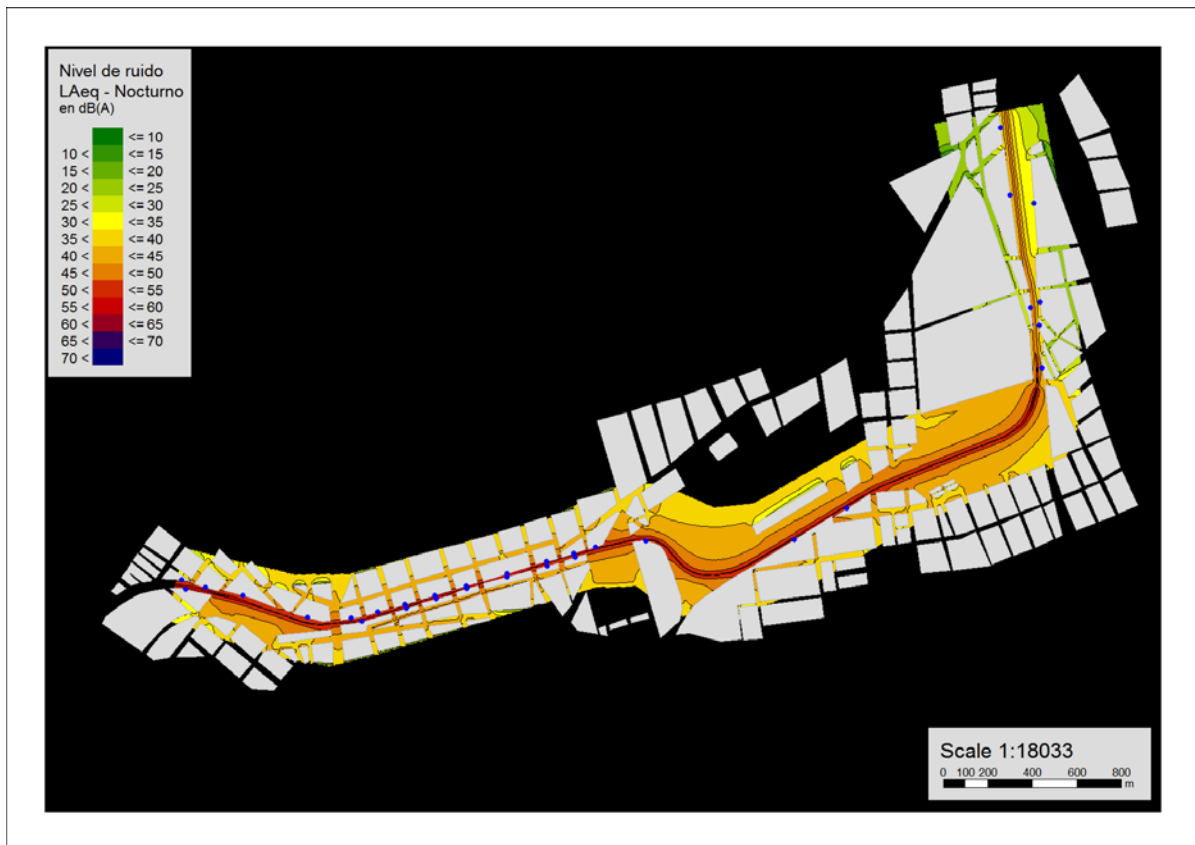 Nivel de ruido
LAeq - Nocturno
en dB(A)
<= 10
10 < <= 15
15 < <= 20
20 < <= 25
25 < <= 30
30 < <= 35
35 < <= 40
40 < <= 45
45 < <= 50
50 < <= 55
55 < <= 60
60 < <= 65
65 < <= 70
70 <
Scale 1:18033
0 100 200 400 600 800
m